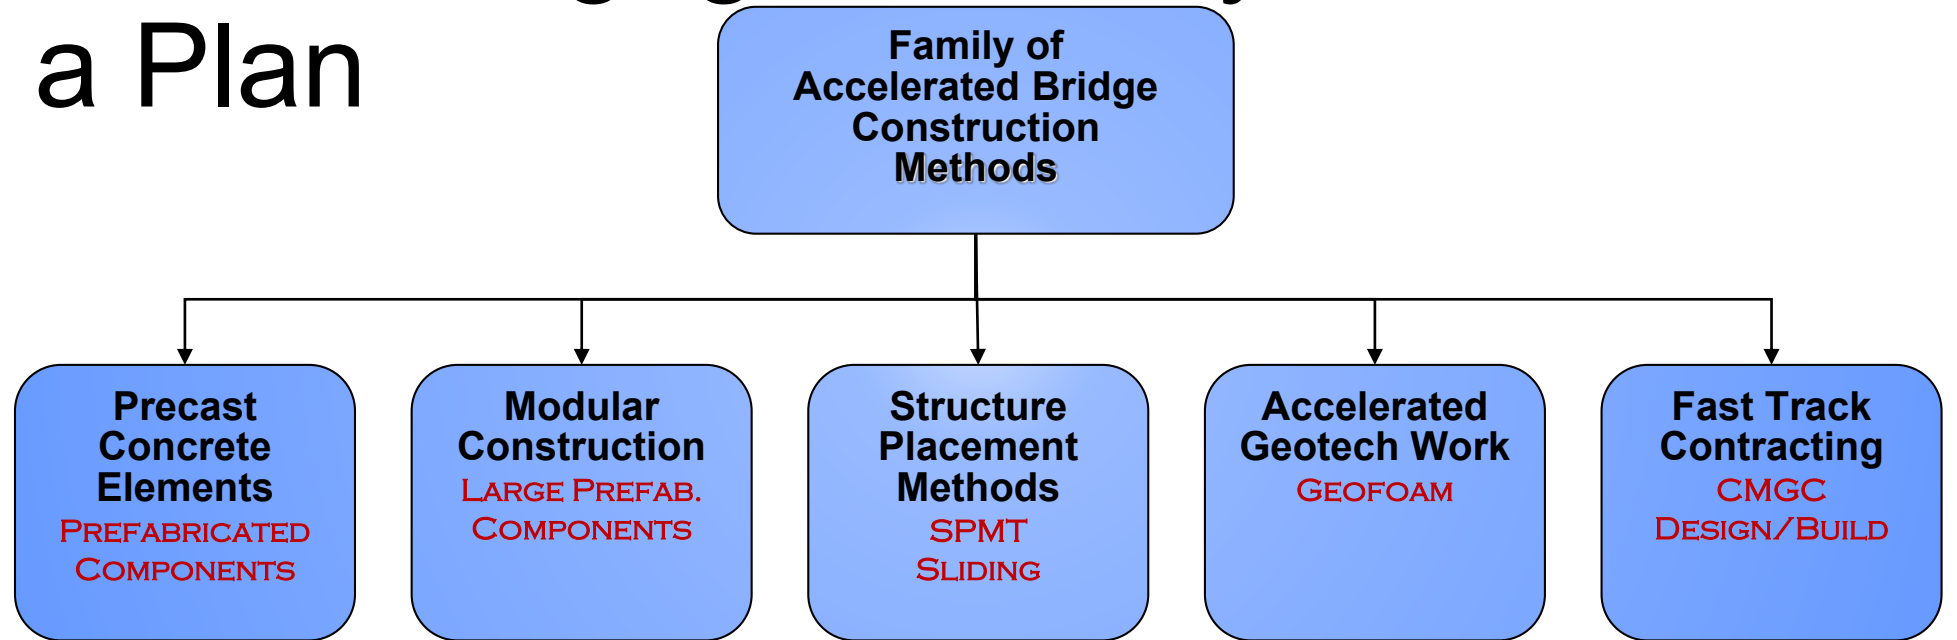 a Plan
Family of
Accelerated Bridge
Construction
Methods
Precast
Concrete
Elements
Prefabricated
Components
Modular
Construction
Large Prefab.
Components
Structure
Placement
Methods
SPMT
Sliding
Accelerated
Geotech Work
Geofoam
Fast Track
Contracting
CMGC
Design/Build